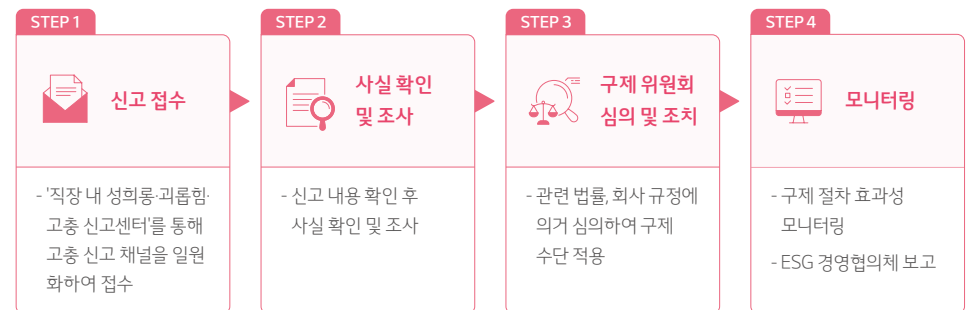 STEP 1
신고 접수
- '직장 내 성희롱·괴롭힘·
고충 신고센터'를 통해
고충 신고 채널을 일원
화하여 접수
STEP 2
사실 확인
및 조사
- 신고 내용 확인 후
사실 확인 및 조사
STEP 3
구제 위원회
심의 및 조치
- 관련 법률, 회사 규정에
의거 심의하여 구제
수단 적용
STEP 4
모니터링
- 구제 절차 효과성
모니터링
- ESG 경영협의체 보고